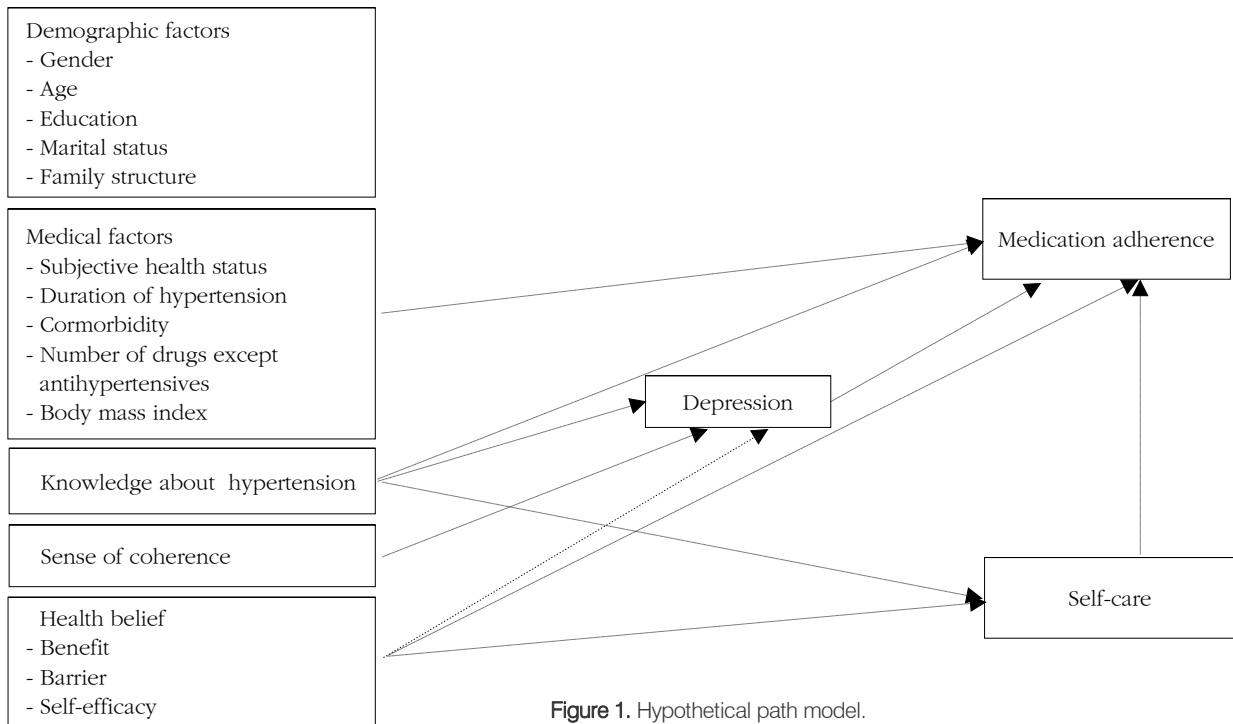 Demographic factors
- Gender
- Age
- Education
- Marital status
- Family structure
Medical factors
- Subjective health status
- Duration of hypertension
- Cormorbidity
- Number of drugs except
antihypertensives
- Body mass index
Knowledge about hypertension
Sense of coherence
Health belief
- Benefit
- Barrier
- Self-efficacy
Depression
Medication adherence
Self-care
Figure 1. Hypothetical path model.